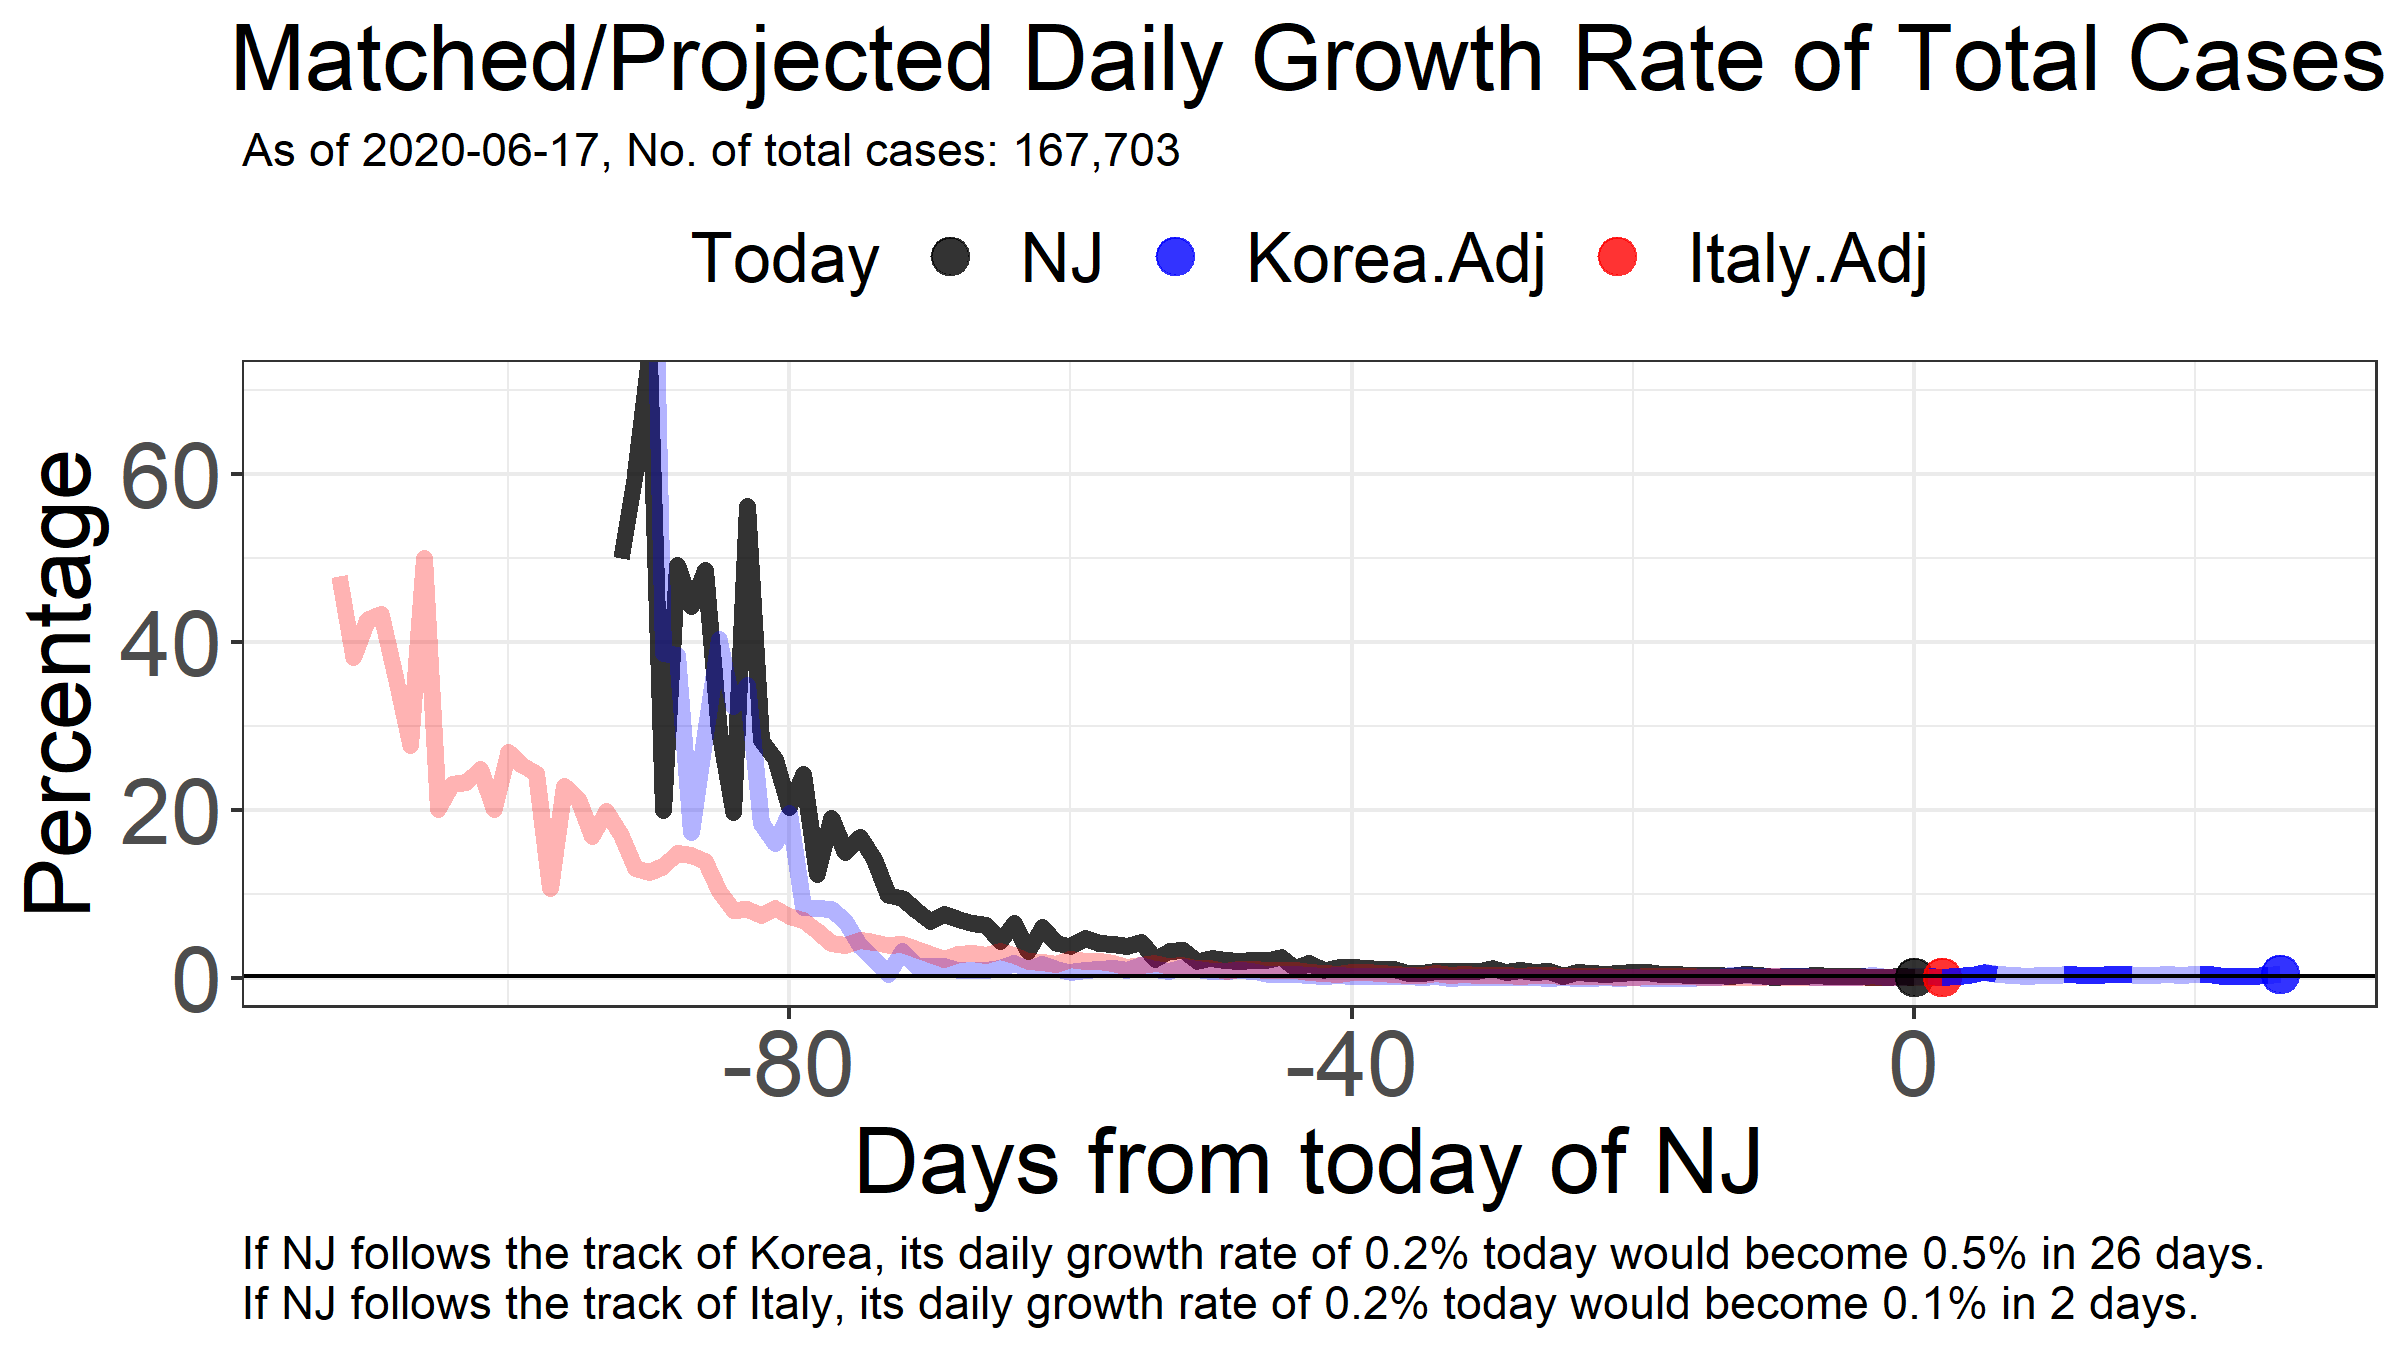 Matched/Projected Daily Growth Rate of Total Cases
As of 2020-06-17, No. of total cases: 167,703
Today NJ Korea.Adj Italy.Adj
Percentage
60
40
20
0
-80 -40 0
Days from today of NJ
If NJ follows the track of Korea, its daily growth rate of 0.2% today would become 0.5% in 26 days.
If NJ follows the track of Italy, its daily growth rate of 0.2% today would become 0.1% in 2 days.